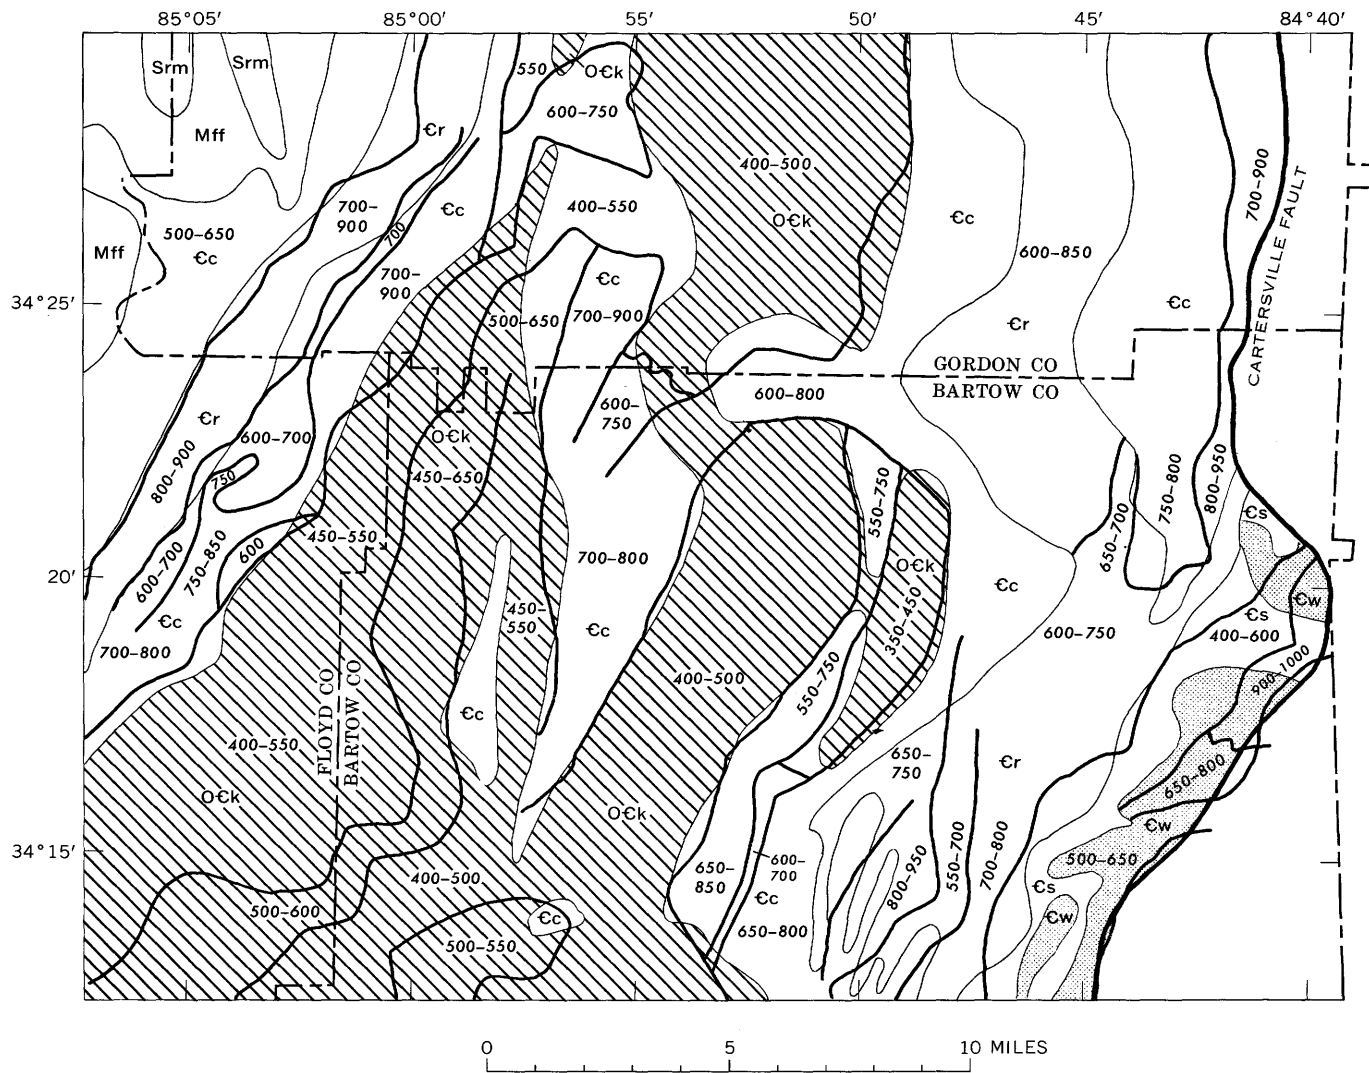 85°05′ 85°00′ 55′ 50′ 45′ 84°40′
Srm
Srm
550
O€k
Mff
€r
600–750
400–500
O€k
700–900
CARTERSVILLE FAULT
700–
900
€c
400–550
€c
500–650
€c
Mff
700
600–850
700–
900
€c
€c
34°25′
500–650
700–900
€r
GORDON CO
BARTOW CO
600–800
€r
600–
750
600–700
O€k
450–650
800–900
750
550–750
650–700
750–800
800–950
€s
450–550
600
700–800
20′
600–700
750–850
O€k
€c
€w
450–
550
350–450
€s
€c
€c
600–750
400–600
700–800
FLOYD CO
BARTOW CO
400–500
550–750
900–1000
€c
400–550
650–
750
€r
650–800
O€k
O€k
€w
34°15′
400–500
650–
850
600–
700
800–950
550–700
700–800
500–650
€s
€c
500–600
€c
€w
650–800
500–550
0 5 10 MILES